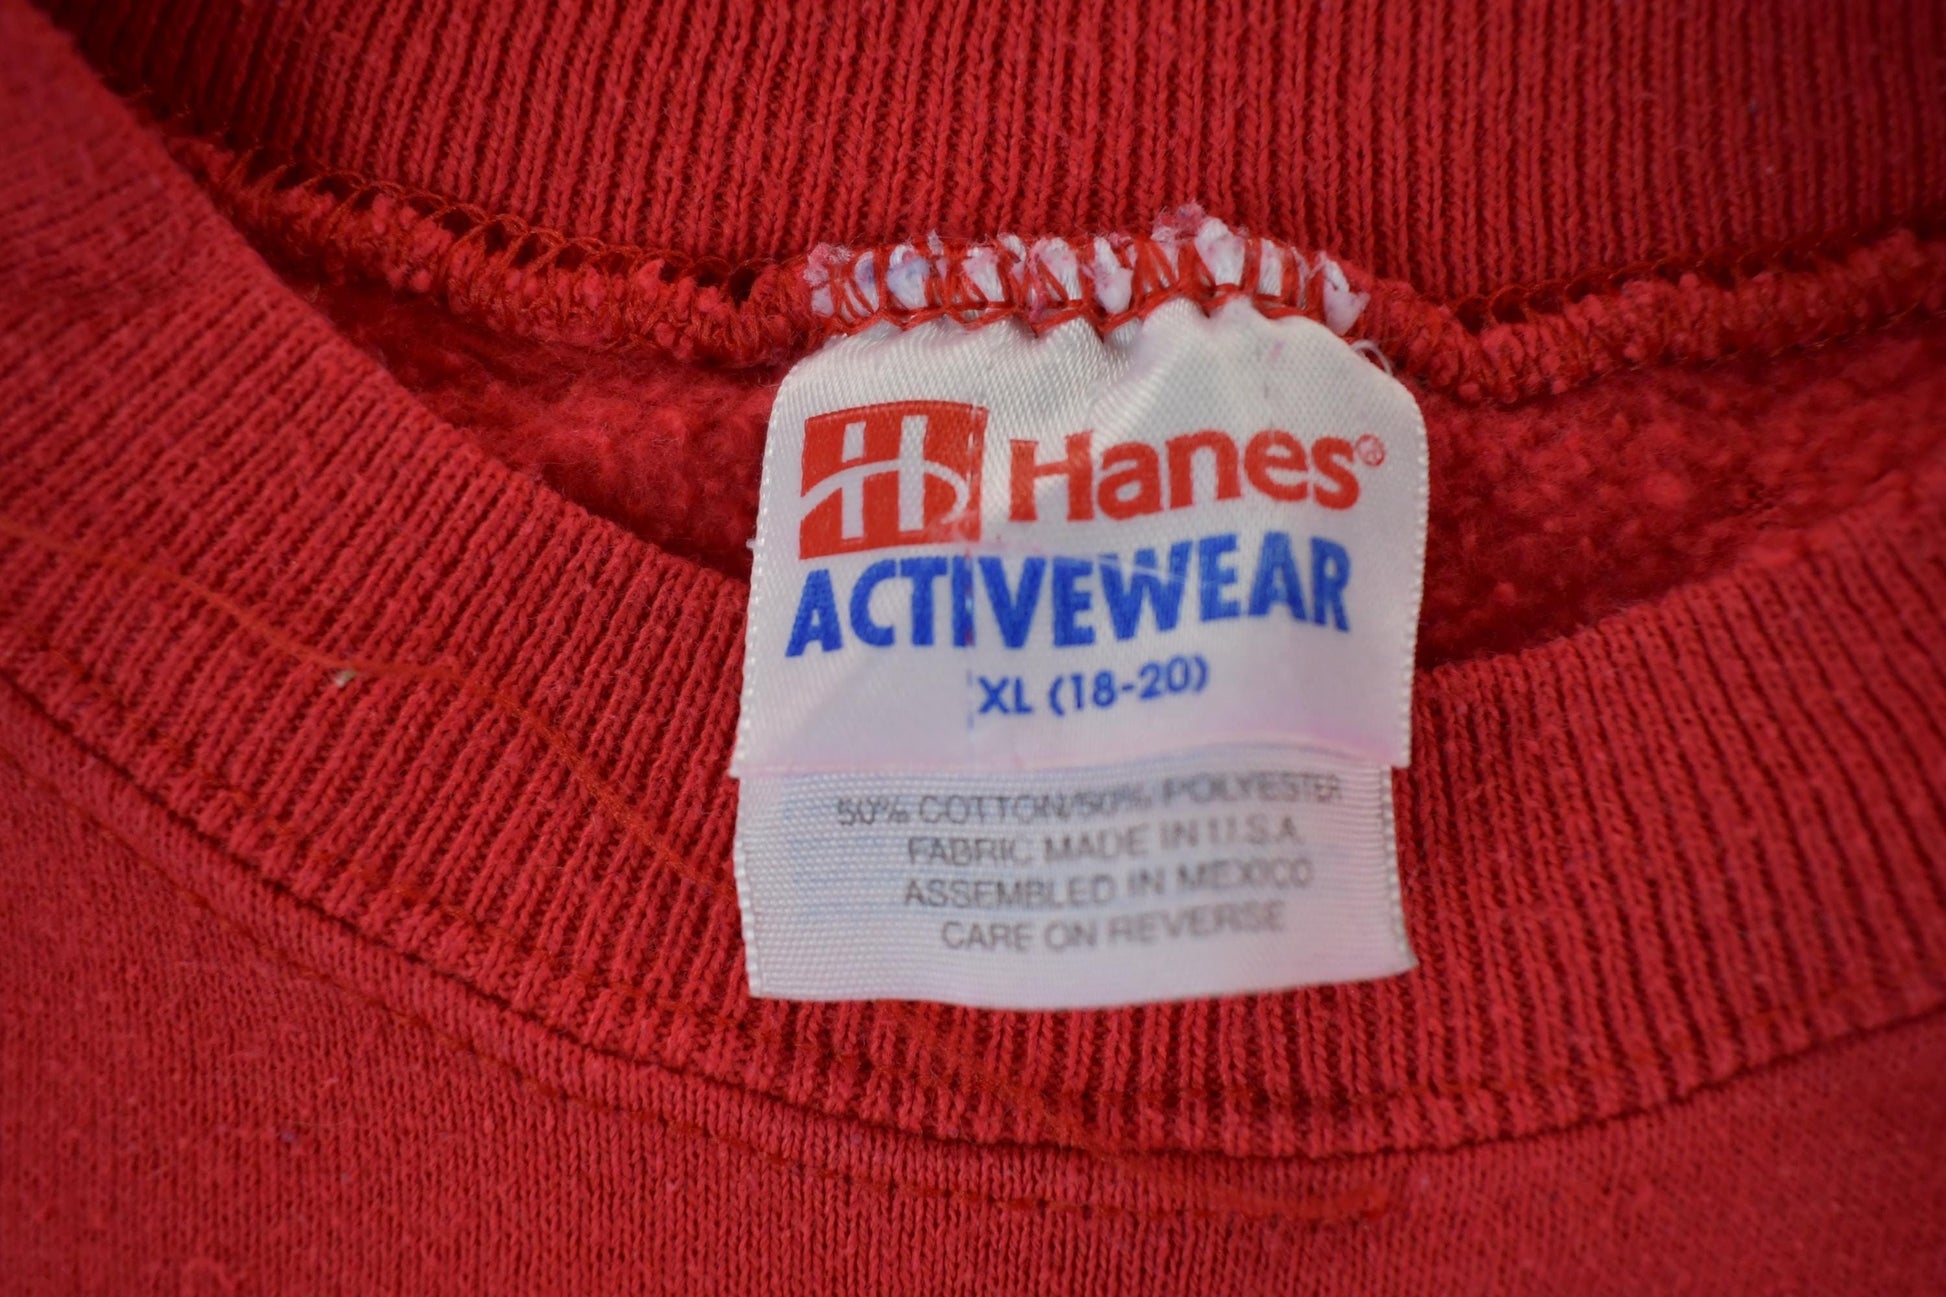 H Hanes®
ACTIVEWEAR
XL (18-20)
50% COTTON/50% POLYESTER
FABRIC MADE IN U.S.A.
ASSEMBLED IN MEXICO
CARE ON REVERSE